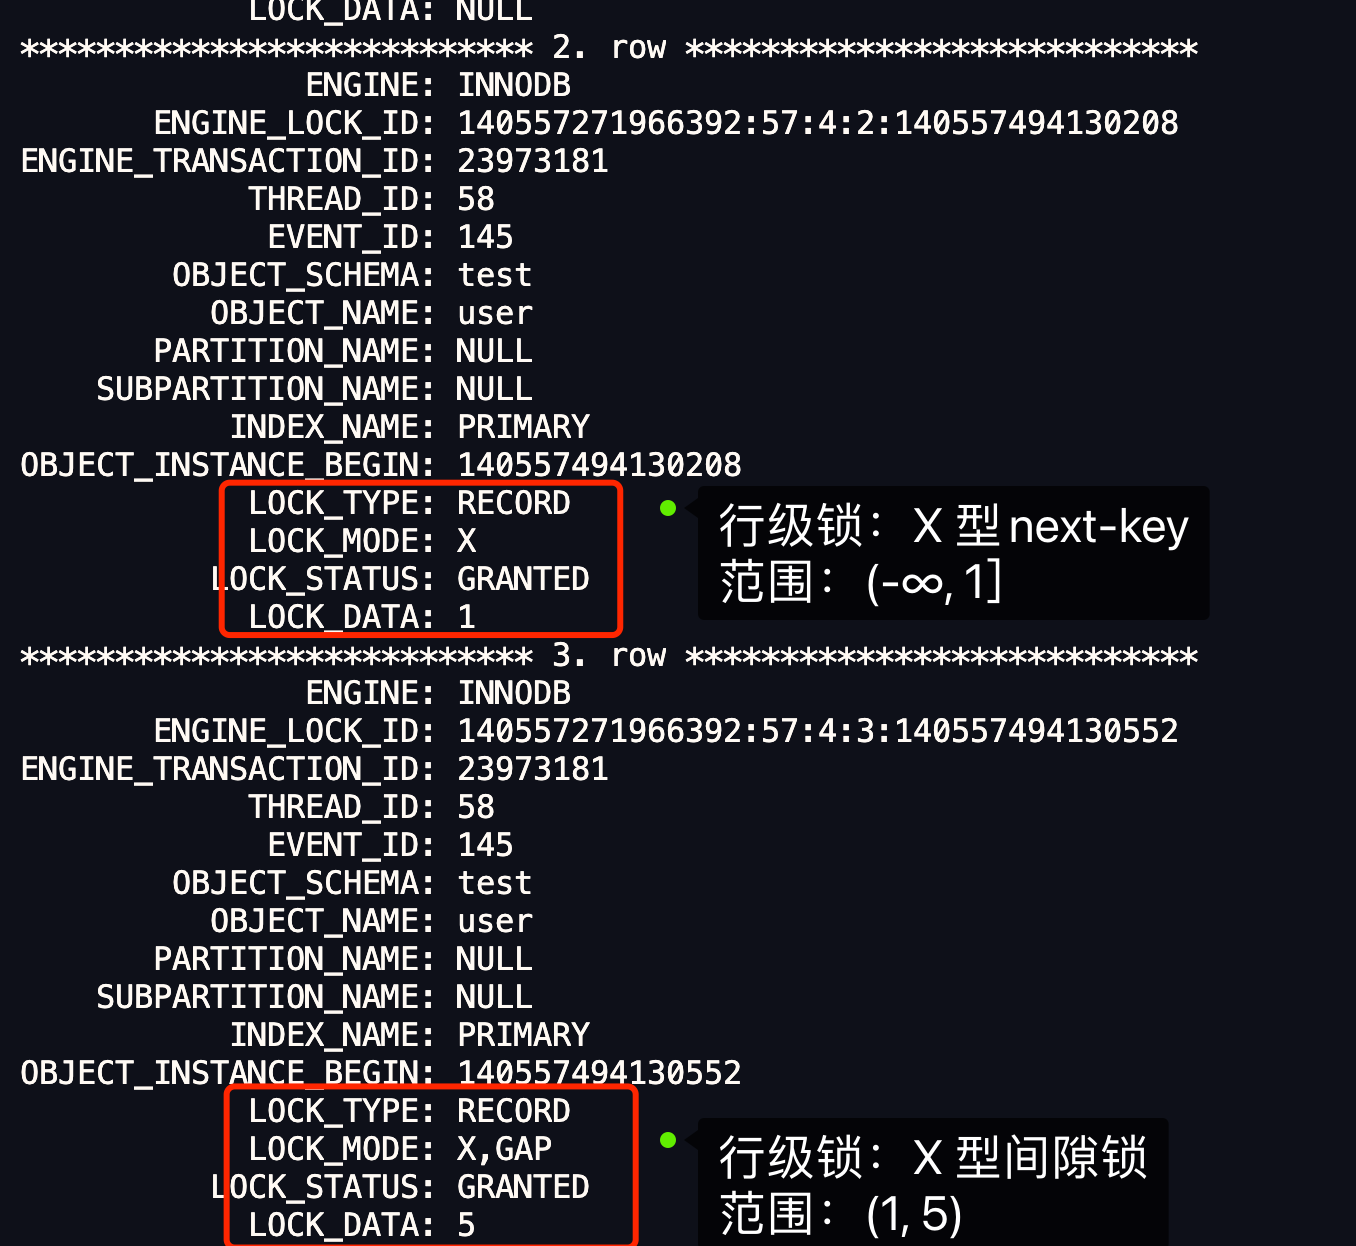 LOCK_DATA: NULL
*************************** 2. row ***************************
ENGINE: INNODB
ENGINE_LOCK_ID: 140557271966392:57:4:2:140557494130208
ENGINE_TRANSACTION_ID: 23973181
THREAD_ID: 58
EVENT_ID: 145
OBJECT_SCHEMA: test
OBJECT_NAME: user
PARTITION_NAME: NULL
SUBPARTITION_NAME: NULL
INDEX_NAME: PRIMARY
OBJECT_INSTANCE_BEGIN: 140557494130208
LOCK_TYPE: RECORD
LOCK_MODE: X
LOCK_STATUS: GRANTED
LOCK_DATA: 1
行级锁：X 型next-key
范围：(-∞, 1]
*************************** 3. row ***************************
ENGINE: INNODB
ENGINE_LOCK_ID: 140557271966392:57:4:3:140557494130552
ENGINE_TRANSACTION_ID: 23973181
THREAD_ID: 58
EVENT_ID: 145
OBJECT_SCHEMA: test
OBJECT_NAME: user
PARTITION_NAME: NULL
SUBPARTITION_NAME: NULL
INDEX_NAME: PRIMARY
OBJECT_INSTANCE_BEGIN: 140557494130552
LOCK_TYPE: RECORD
LOCK_MODE: X,GAP
LOCK_STATUS: GRANTED
LOCK_DATA: 5
行级锁：X 型间隙锁
范围：(1, 5)